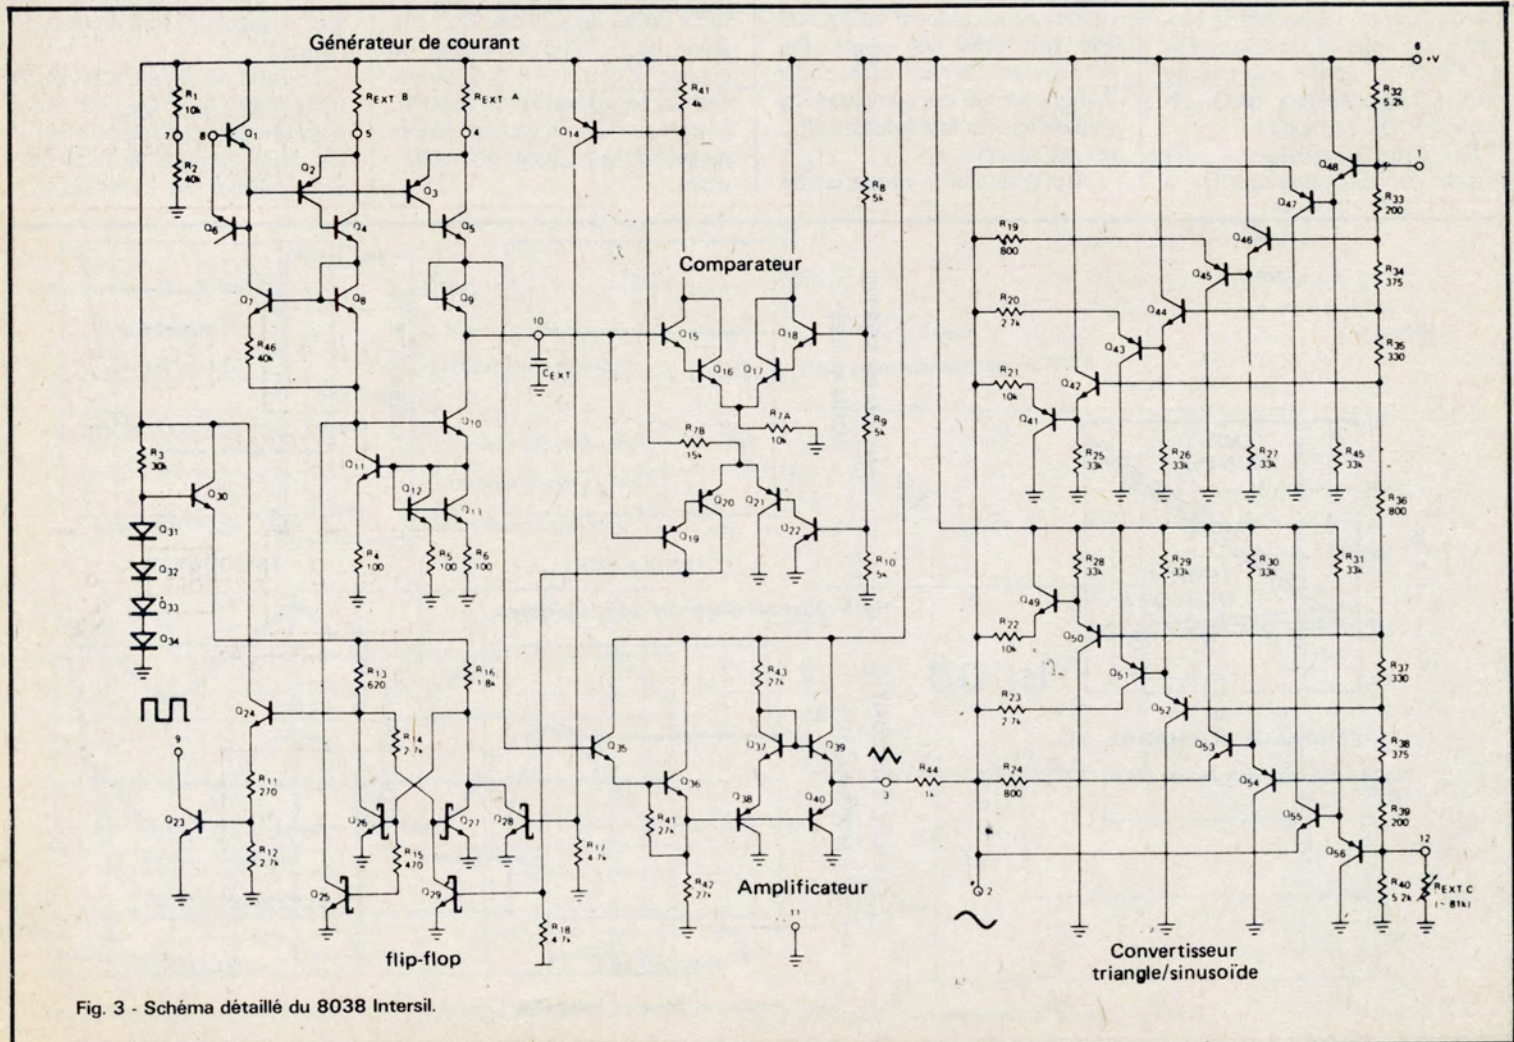 Générateur de courant
6 +V
R1 10k
7
R2 40k
8
Q1
Q6
REXT B
5
Q2
Q4
REXT A
4
Q3
Q5
Q7
Q8
Q9
R46 40k
10
CEXT
Q10
Q11
Q12
Q13
R4 100
R5 100
R6 100
R3 30k
Q30
Q31
Q32
Q33
Q34
Q14
R41 4k
Comparateur
Q15
Q16
Q17
Q18
R8 5k
R9 5k
R10 5k
R7A 10k
R7B 15k
Q20
Q21
Q19
Q22
R32 5.2k
1
Q48
Q47
R33 200
R19 800
Q46
Q45
R34 375
R20 2.7k
Q44
Q43
R35 330
R21 10k
Q42
Q41
R25 33k
R26 33k
R27 33k
R45 33k
R36 800
R28 33k
R29 33k
R30 33k
R31 33k
Q49
R22 10k
Q50
R37 330
Q51
R23 2.7k
Q52
R38 375
Q53
R24 800
Q54
R39 200
Q55
Q56
12
R40 5.2k
REXT C (~ 81k)
2
Convertisseur
triangle/sinusoïde
R13 620
R16 1.8k
Q24
R14 2.7k
9
R11 270
Q23
R12 2.7k
Q26
Q27
Q28
R15 470
R17 4.7k
Q25
Q29
R18 4.7k
flip-flop
Q35
Q36
R41 27k
R42 27k
R43 27k
Q37
Q39
Q38
Q40
3
R44 1k
Amplificateur
11
Fig. 3 - Schéma détaillé du 8038 Intersil.